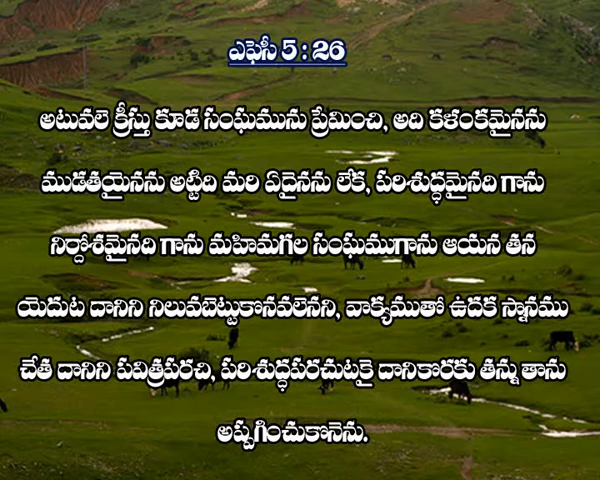 ఎఫెసీ 5 : 26
అటువలె క్రీస్తు కూడ సంఘమును ప్రేమించి, అది కళంకమైనను
ముడతయైనను అట్టిది మరి ఏదైనను లేక, పరిశుద్ధమైనది గాను
నిర్దోశమైనది గాను మహిమగల సంఘముగాను ఆయన తన
యెదుట దానిని నిలువబెట్టుకొనవలెనని, వాక్యముతో ఉదక స్నానము
చేత దానిని పవిత్రపరచి, పరిశుద్ధపరచుటకై దానికొరకు తన్ను తాను
అప్పగించుకొనెను.